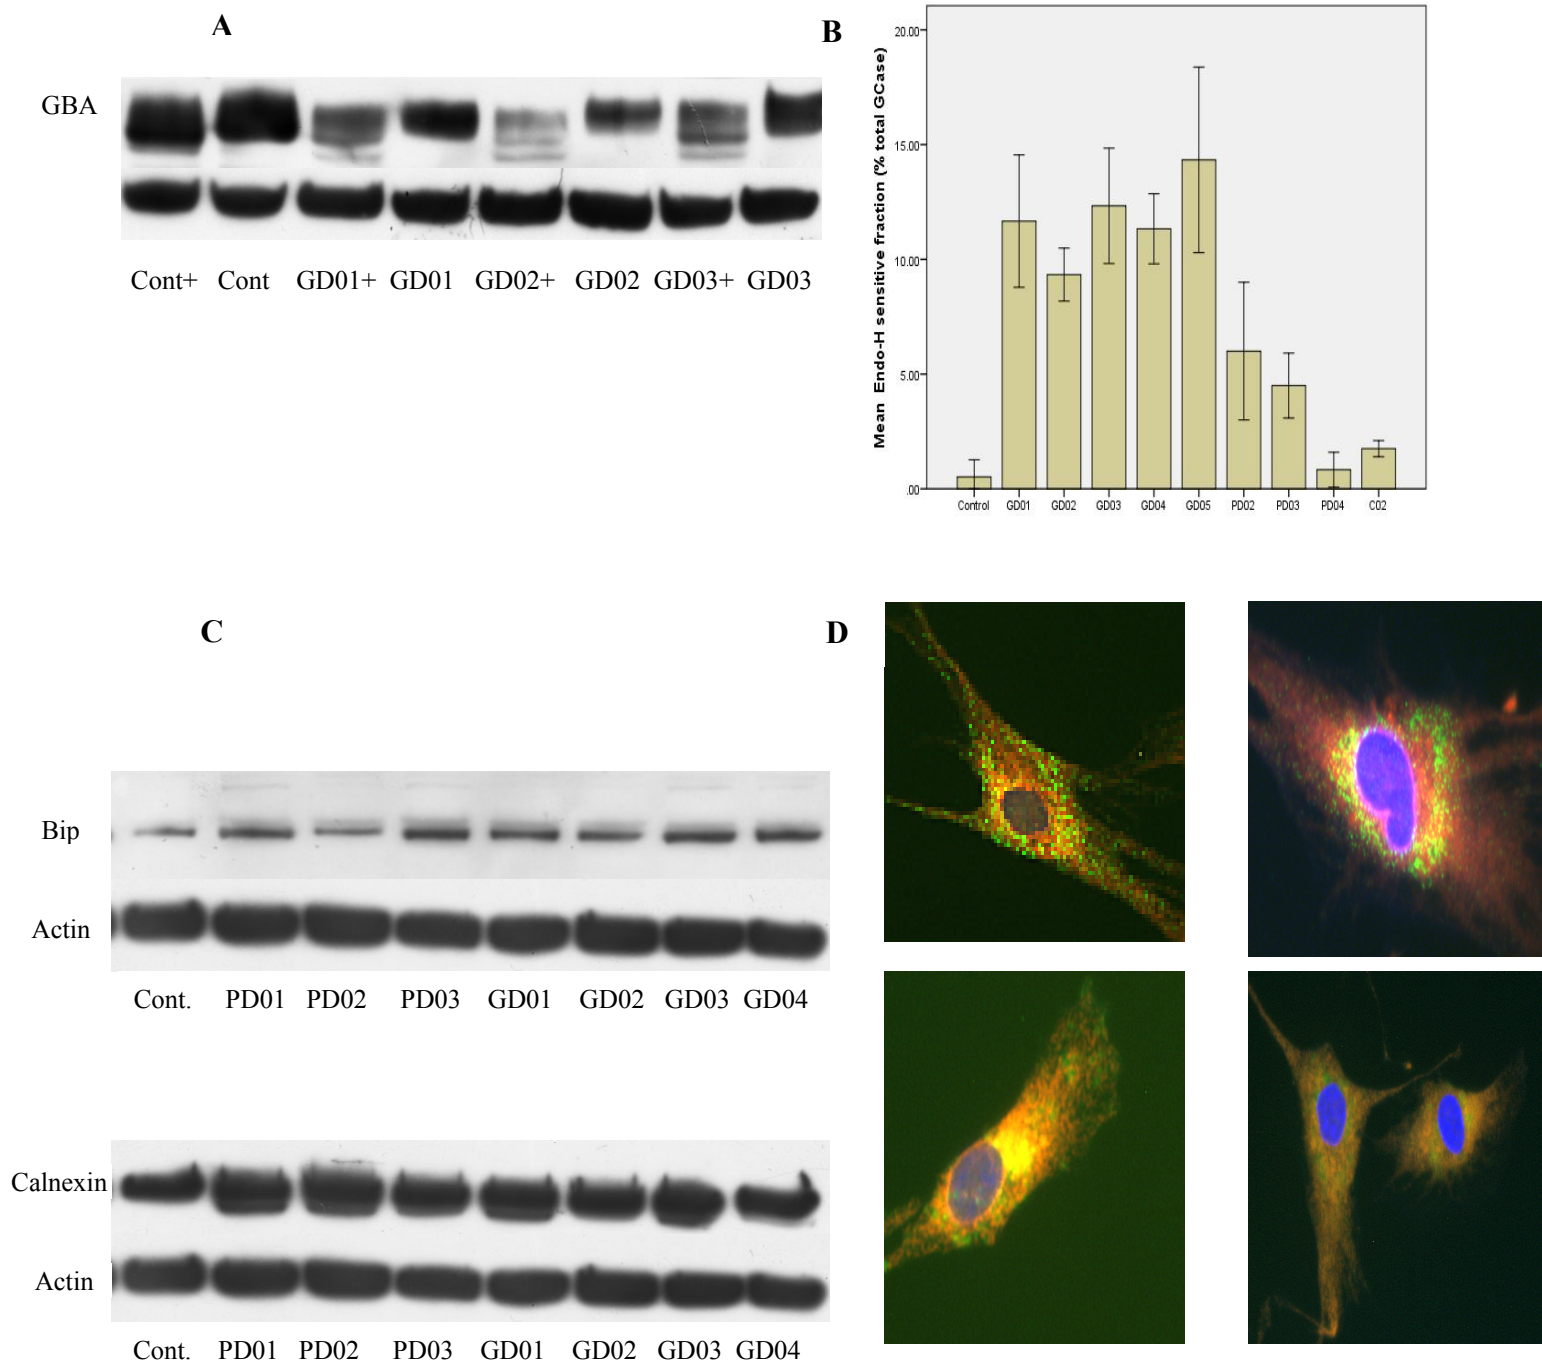 A
GBA
Cont+ Cont GD01+ GD01 GD02+ GD02 GD03+ GD03
B
Mean Endo-H sensitive fraction (% total GCase)
20.00
15.00
10.00
5.00
.00
Control GD01 GD02 GD03 GD04 GD05 PD02 PD03 PD04 C02
C
Bip
Actin
Cont. PD01 PD02 PD03 GD01 GD02 GD03 GD04
Calnexin
Actin
Cont. PD01 PD02 PD03 GD01 GD02 GD03 GD04
D